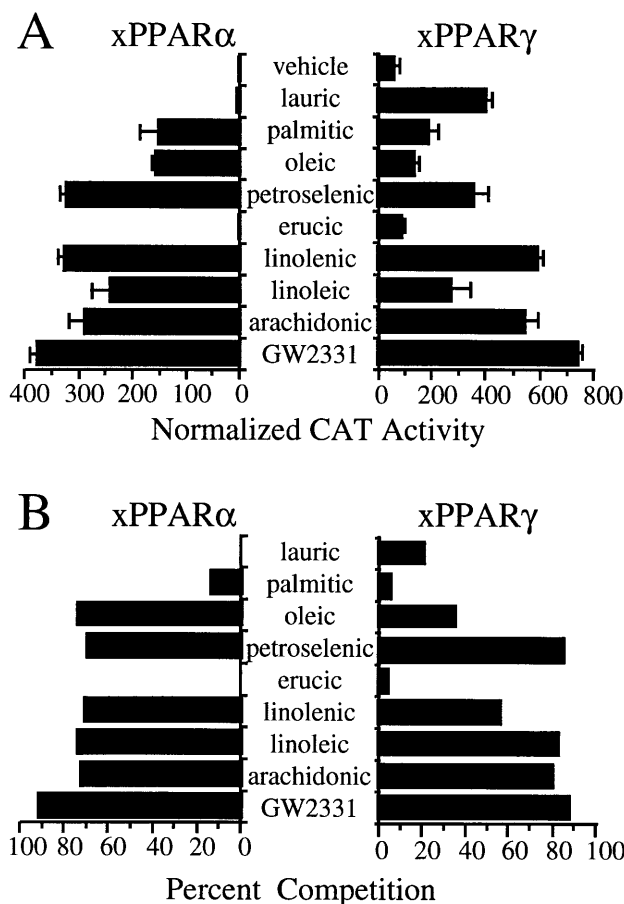 A
xPPARα xPPARγ
vehicle
lauric
palmitic
oleic
petroselenic
erucic
linolenic
linoleic
arachidonic
GW2331
400 300 200 100 0 0 200 400 600 800
Normalized CAT Activity
B
xPPARα xPPARγ
lauric
palmitic
oleic
petroselenic
erucic
linolenic
linoleic
arachidonic
GW2331
100 80 60 40 20 0 0 20 40 60 80 100
Percent Competition